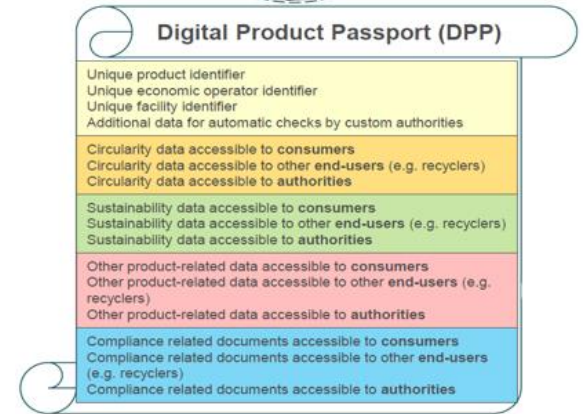 Digital Product Passport (DPP)
Unique product identifier
Unique economic operator identifier
Unique facility identifier
Additional data for automatic checks by custom authorities
Circularity data accessible to consumers
Circularity data accessible to other end-users (e.g. recyclers)
Circularity data accessible to authorities
Sustainability data accessible to consumers
Sustainability data accessible to other end-users (e.g. recyclers)
Sustainability data accessible to authorities
Other product-related data accessible to consumers
Other product-related data accessible to other end-users (e.g.
recyclers)
Other product-related data accessible to authorities
Compliance related documents accessible to consumers
Compliance related documents accessible to other end-users
(e.g. recyclers)
Compliance related documents accessible to authorities